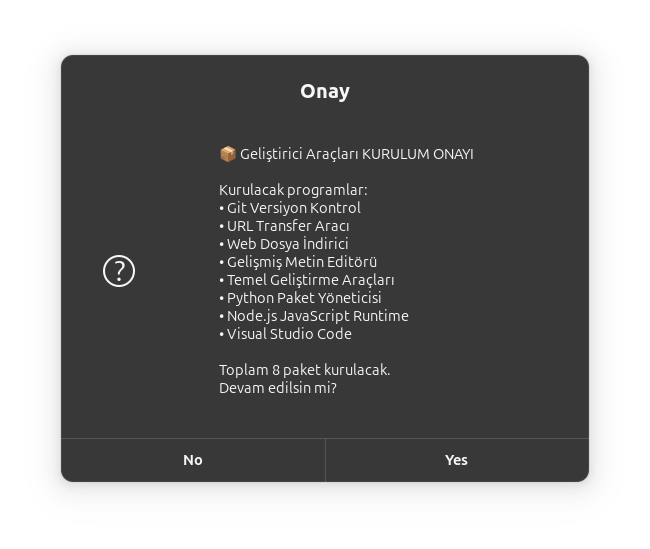 Onay
📦 Geliştirici Araçları KURULUM ONAYI
Kurulacak programlar:
• Git Versiyon Kontrol
• URL Transfer Aracı
• Web Dosya İndirici
• Gelişmiş Metin Editörü
• Temel Geliştirme Araçları
• Python Paket Yöneticisi
• Node.js JavaScript Runtime
• Visual Studio Code
Toplam 8 paket kurulacak.
Devam edilsin mi?
No
Yes